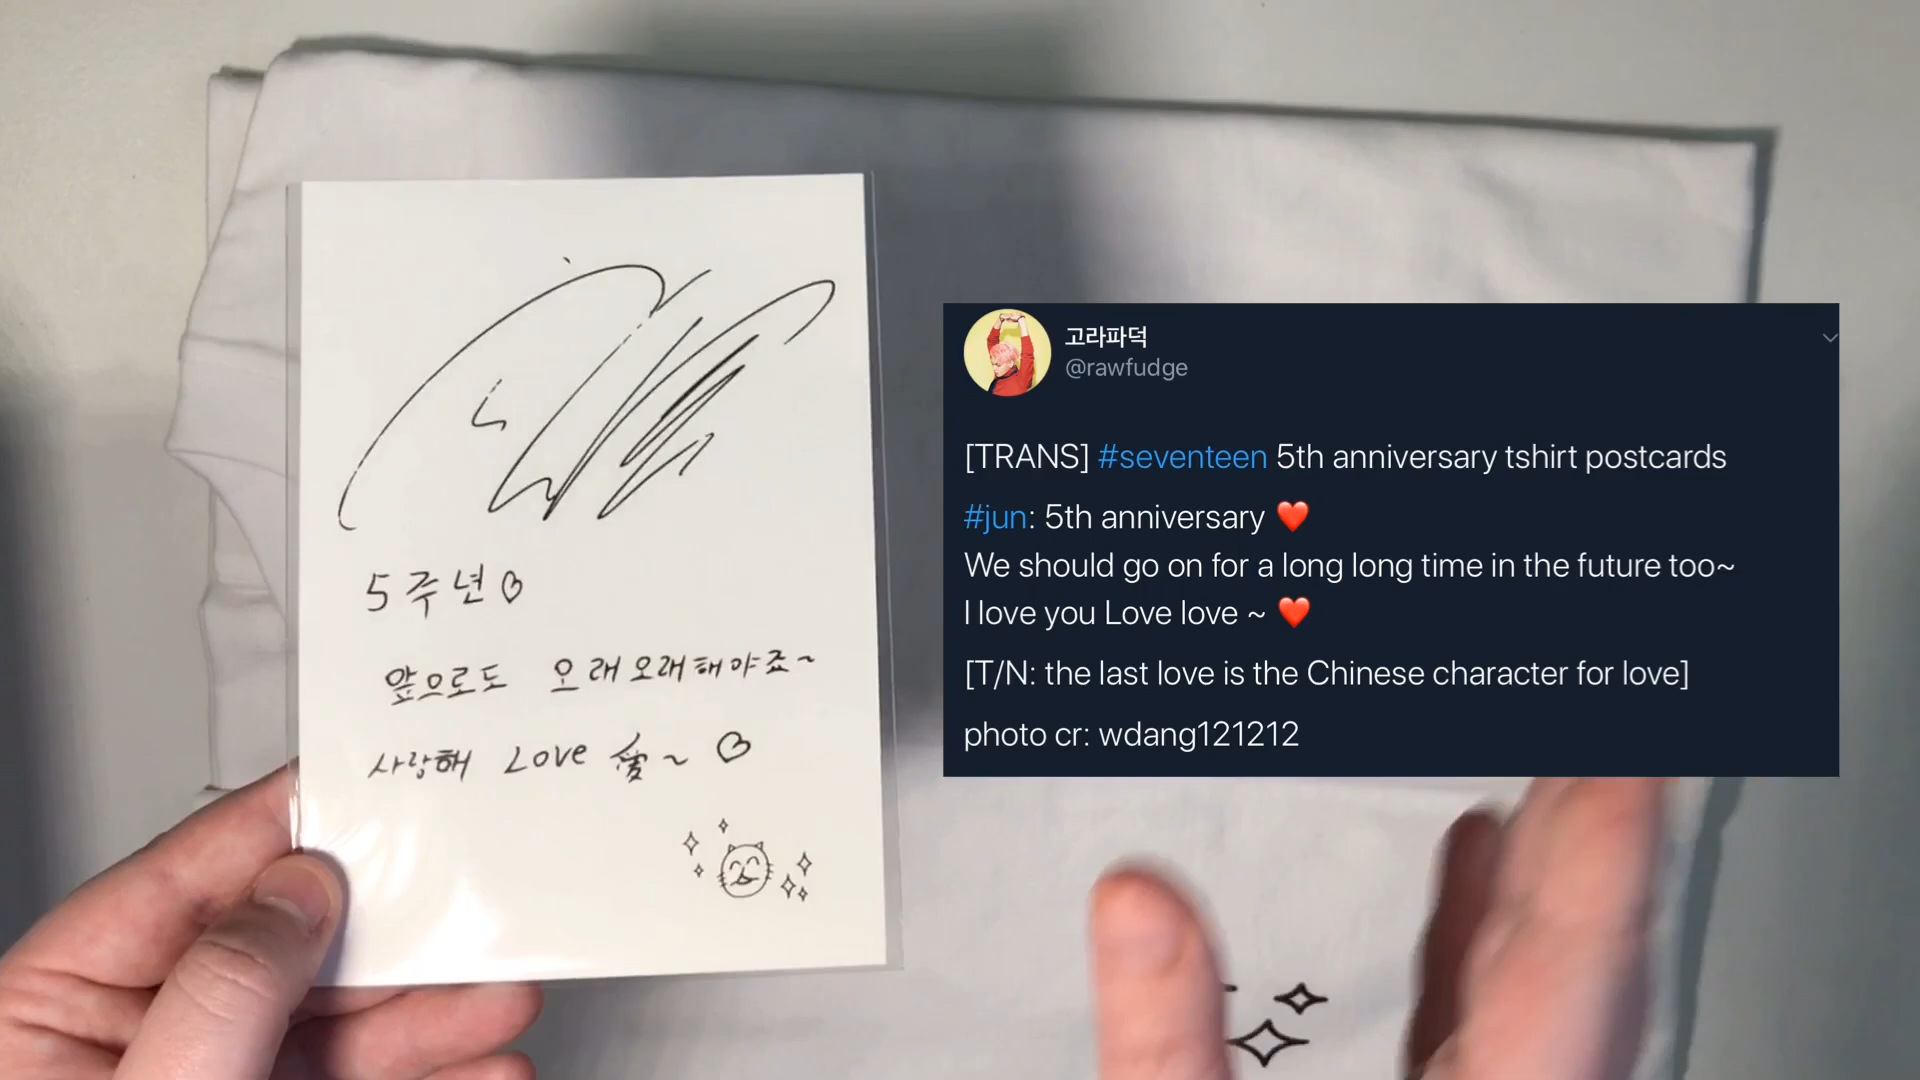 5주년♡
앞으로도 오래오래해야죠~
사랑해 Love 愛~ ♡
고라파덕
@rawfudge
[TRANS] #seventeen 5th anniversary tshirt postcards
#jun: 5th anniversary ❤️
We should go on for a long long time in the future too~
I love you Love love ~ ❤️
[T/N: the last love is the Chinese character for love]
photo cr: wdang121212